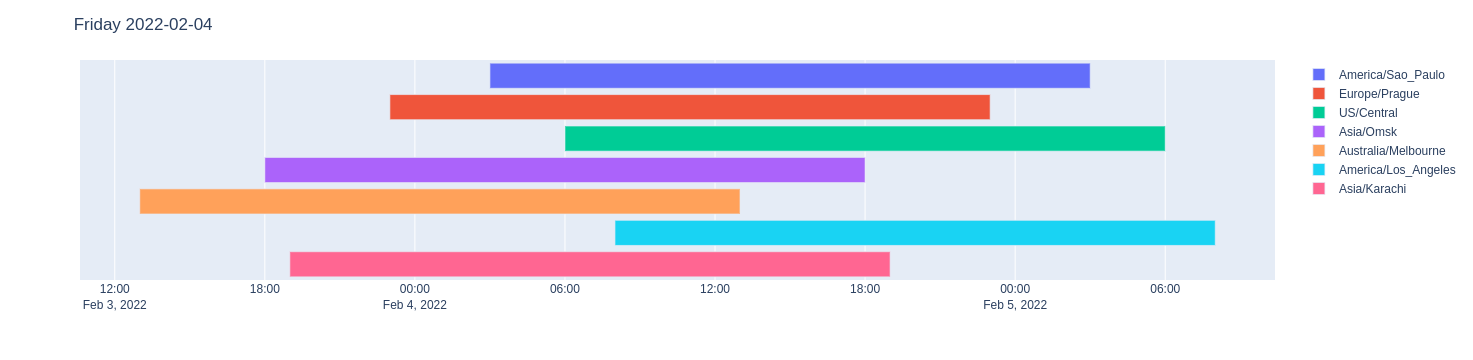 Friday 2022-02-04
America/Sao_Paulo
Europe/Prague
US/Central
Asia/Omsk
Australia/Melbourne
America/Los_Angeles
Asia/Karachi
12:00 18:00 00:00 06:00 12:00 18:00 00:00 06:00
Feb 3, 2022 Feb 4, 2022 Feb 5, 2022